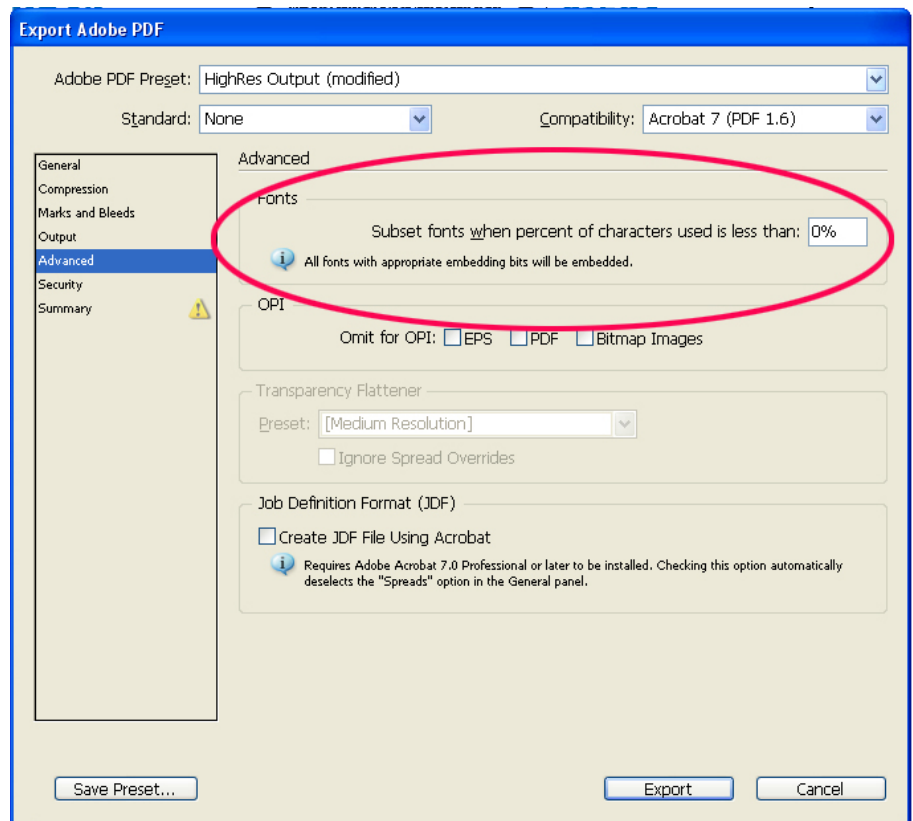 Export Adobe PDF
Adobe PDF Preset: HighRes Output (modified)
Standard: None Compatibility: Acrobat 7 (PDF 1.6)
General
Compression
Marks and Bleeds
Output
Advanced
Security
Summary
Advanced
Fonts
Subset fonts when percent of characters used is less than: 0%
All fonts with appropriate embedding bits will be embedded.
OPI
Omit for OPI: EPS PDF Bitmap Images
Transparency Flattener
Preset: [Medium Resolution]
Ignore Spread Overrides
Job Definition Format (JDF)
Create JDF File Using Acrobat
Requires Adobe Acrobat 7.0 Professional or later to be installed. Checking this option automatically
deselects the "Spreads" option in the General panel.
Save Preset... Export Cancel